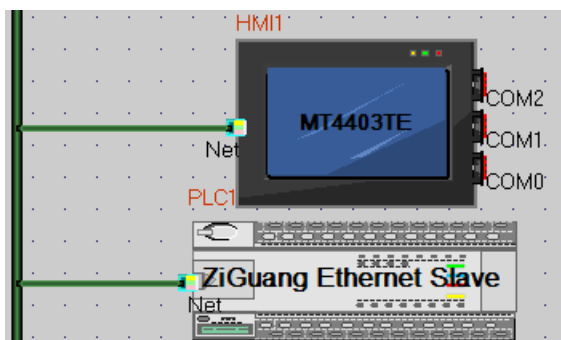 HMI1
MT4403TE
COM2
COM1
Net
COM0
PLC1
ZiGuang Ethernet Slave
Net